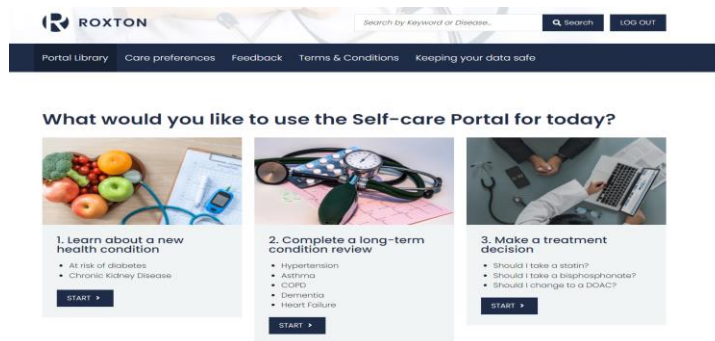 ROXTON
Search by Keyword or Disease..
Search
LOG OUT
Portal Library
Care preferences
Feedback
Terms & Conditions
Keeping your data safe
What would you like to use the Self-care Portal for today?
1. Learn about a new
health condition
• At risk of diabetes
• Chronic Kidney Disease
START
2. Complete a long-term
condition review
• Hypertension
• Asthma
• COPD
• Dementia
• Heart Failure
START
3. Make a treatment
decision
• Should I take a statin?
• Should I take a bisphosphonate?
• Should I change to a DOAC?
START